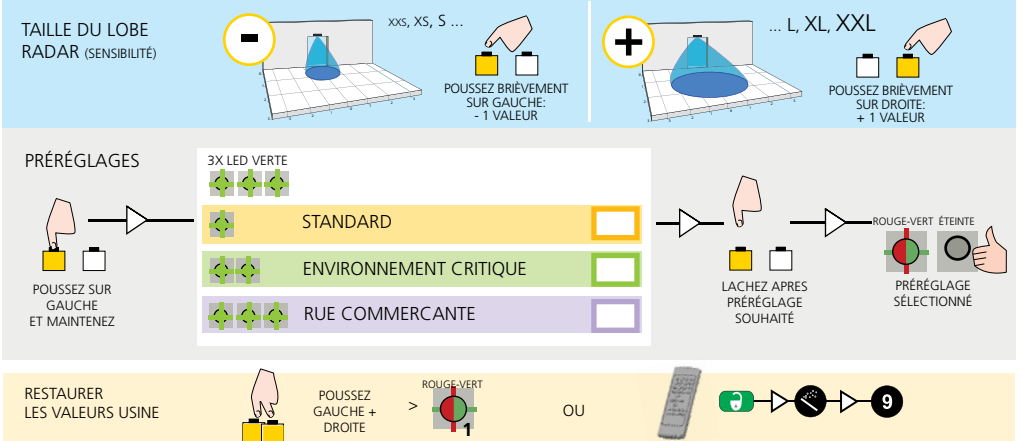 TAILLE DU LOBE
RADAR (SENSIBILITÉ)
xxs, XS, S ...
POUSSEZ BRIÈVEMENT
SUR GAUCHE:
- 1 VALEUR
... L, XL, XXL
POUSSEZ BRIÈVEMENT
SUR DROITE:
+ 1 VALEUR
PRÉRÉGLAGES
POUSSEZ SUR
GAUCHE
ET MAINTENEZ
3X LED VERTE
STANDARD
ENVIRONNEMENT CRITIQUE
RUE COMMERCANTE
LACHEZ APRES
PRÉRÉGLAGE
SOUHAITÉ
ROUGE-VERT ÉTEINTE
PRÉRÉGLAGE
SÉLECTIONNÉ
RESTAURER
LES VALEURS USINE
POUSSEZ
GAUCHE +
DROITE
>
ROUGE-VERT
1
OU
9